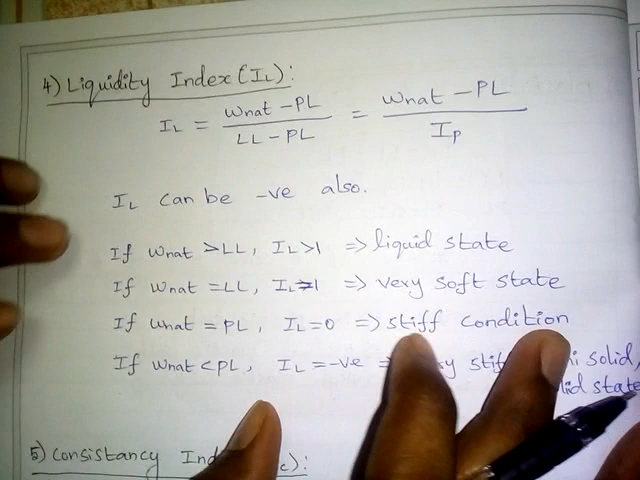 4) Liquidity Index (IL):
IL = Wnat - PL / LL - PL = Wnat - PL / Ip
IL can be -ve also.
If Wnat > LL, IL > 1 => liquid state
If Wnat = LL, IL = 1 => very soft state
If Wnat = PL, IL = 0 => stiff condition
If Wnat < PL, IL = -ve solid,
state
5) Consistancy